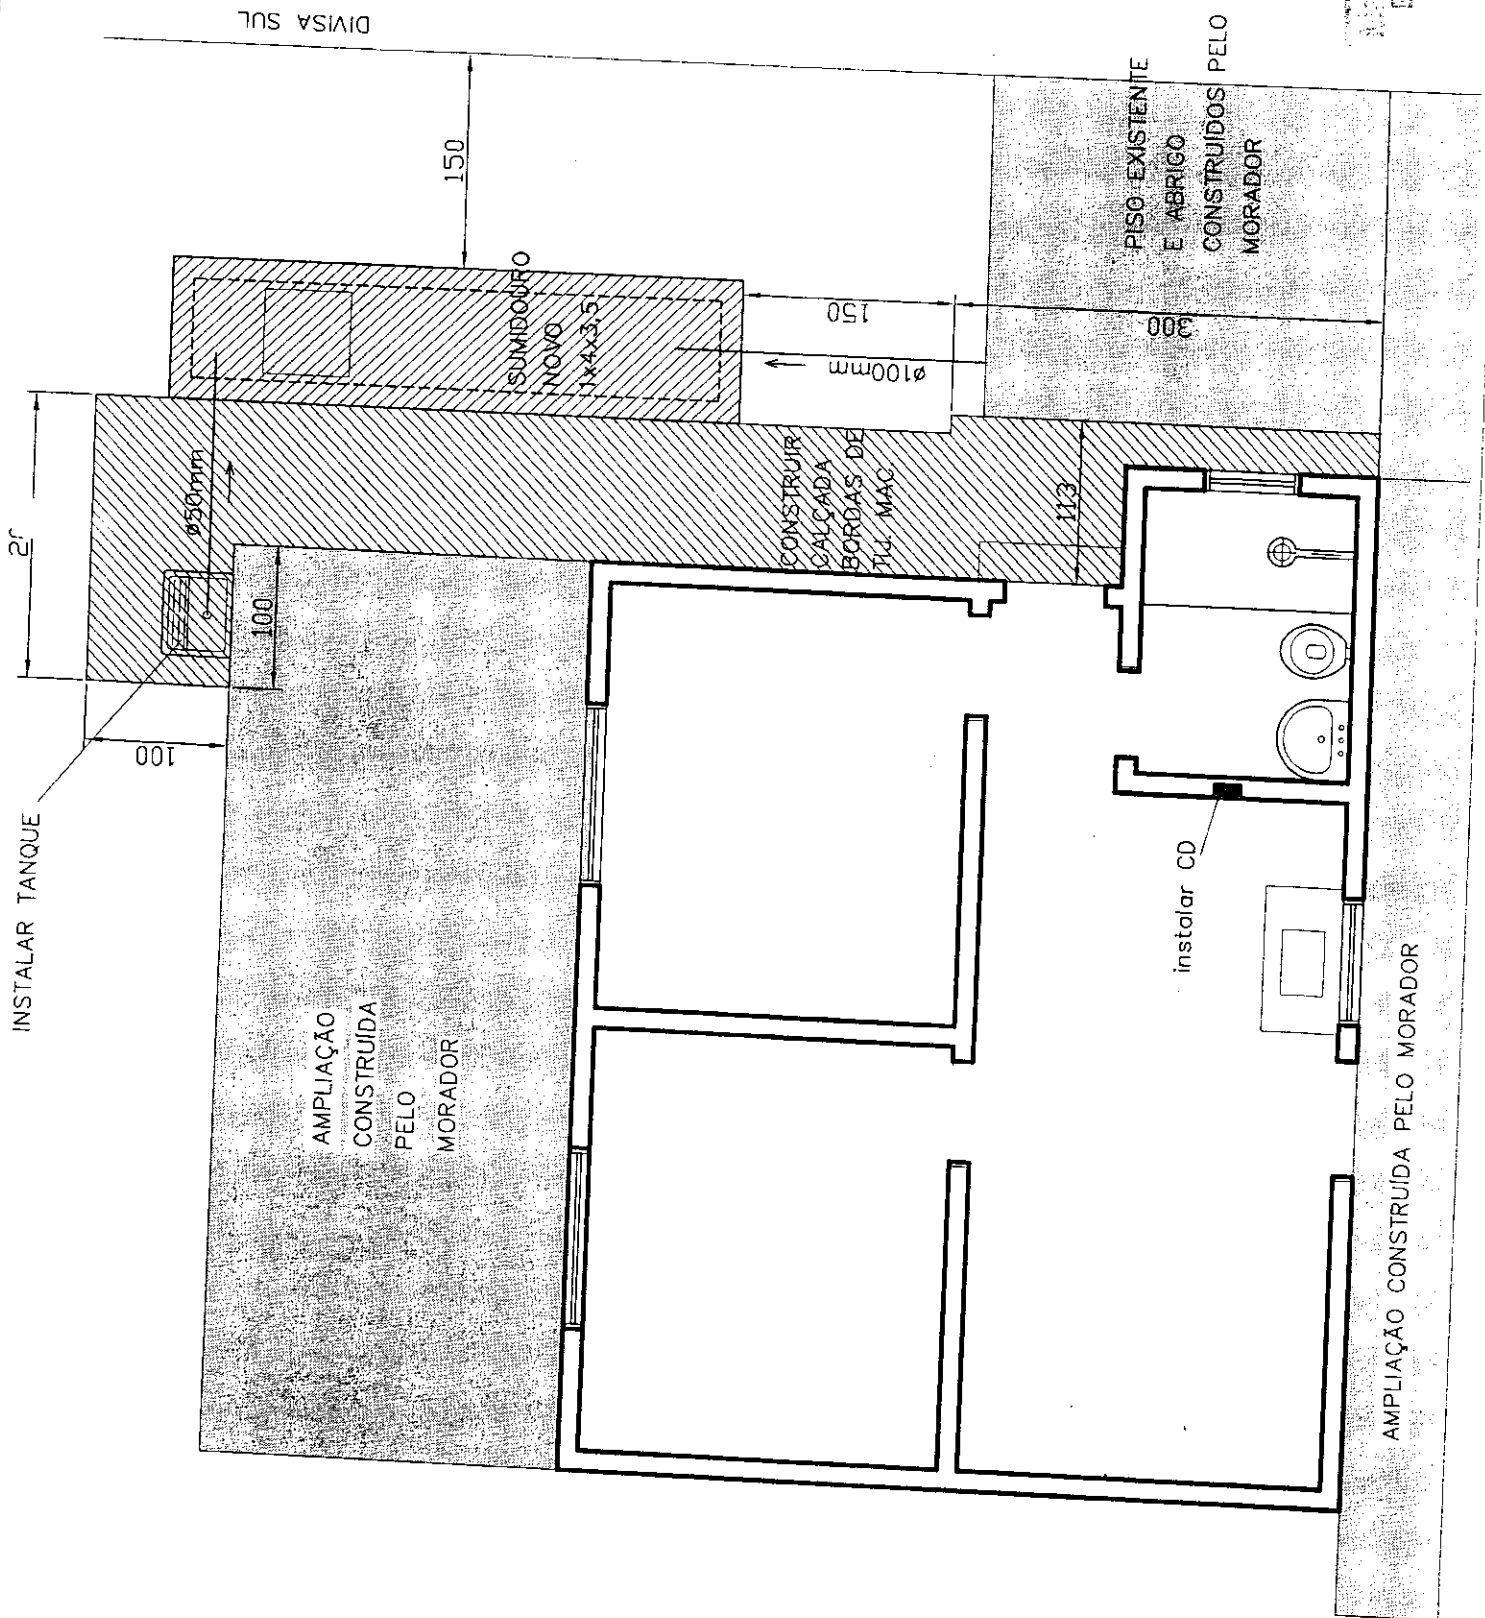 DIVISA SUL
150
PISO EXISTENTE
E ABRIGO
CONSTRUÍDOS PELO
MORADOR
SUMIDOURO
NOVO
1x4x3,5
150
300
ø100mm
ø50mm
CONSTRUIR
CALÇADA
BORDAS DE
TIJ. MAC.
113
100
100
INSTALAR TANQUE
AMPLIAÇÃO
CONSTRUÍDA
PELO
MORADOR
instalar CD
AMPLIAÇÃO CONSTRUÍDA PELO MORADOR